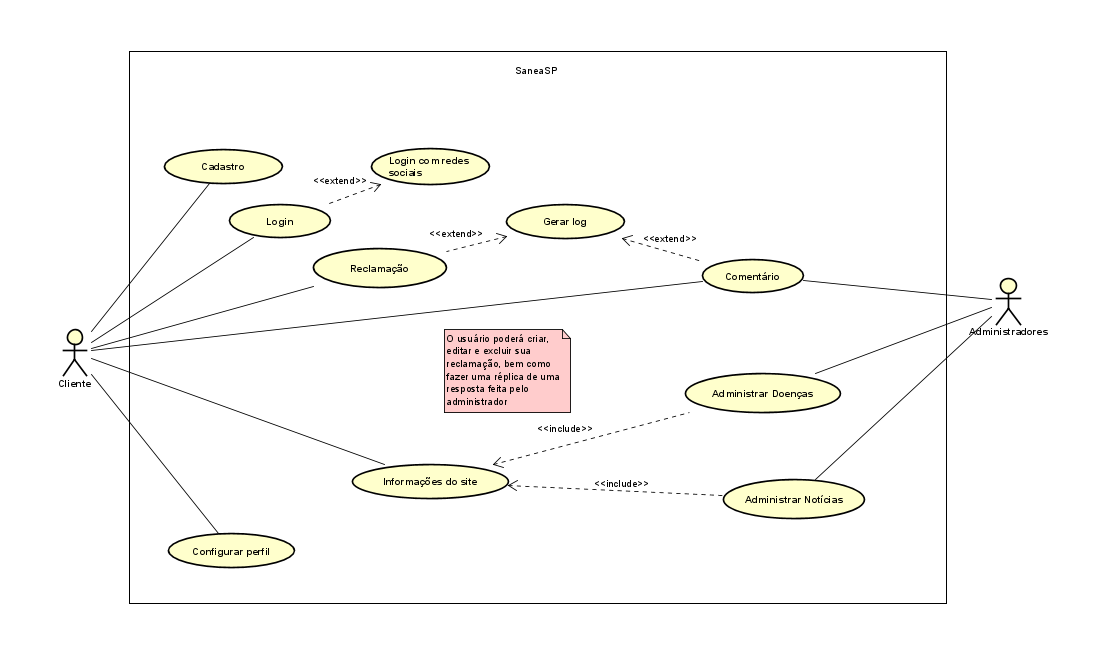 SaneaSP
Cadastro
Login com redes
sociais
<<extend>>
Login
Gerar log
<<extend>>
<<extend>>
Reclamação
Comentário
Administradores
O usuário poderá criar,
editar e excluir sua
reclamação, bem como
fazer uma réplica de uma
resposta feita pelo
administrador
Cliente
Administrar Doenças
<<include>>
Informações do site
<<include>>
Administrar Notícias
Configurar perfil